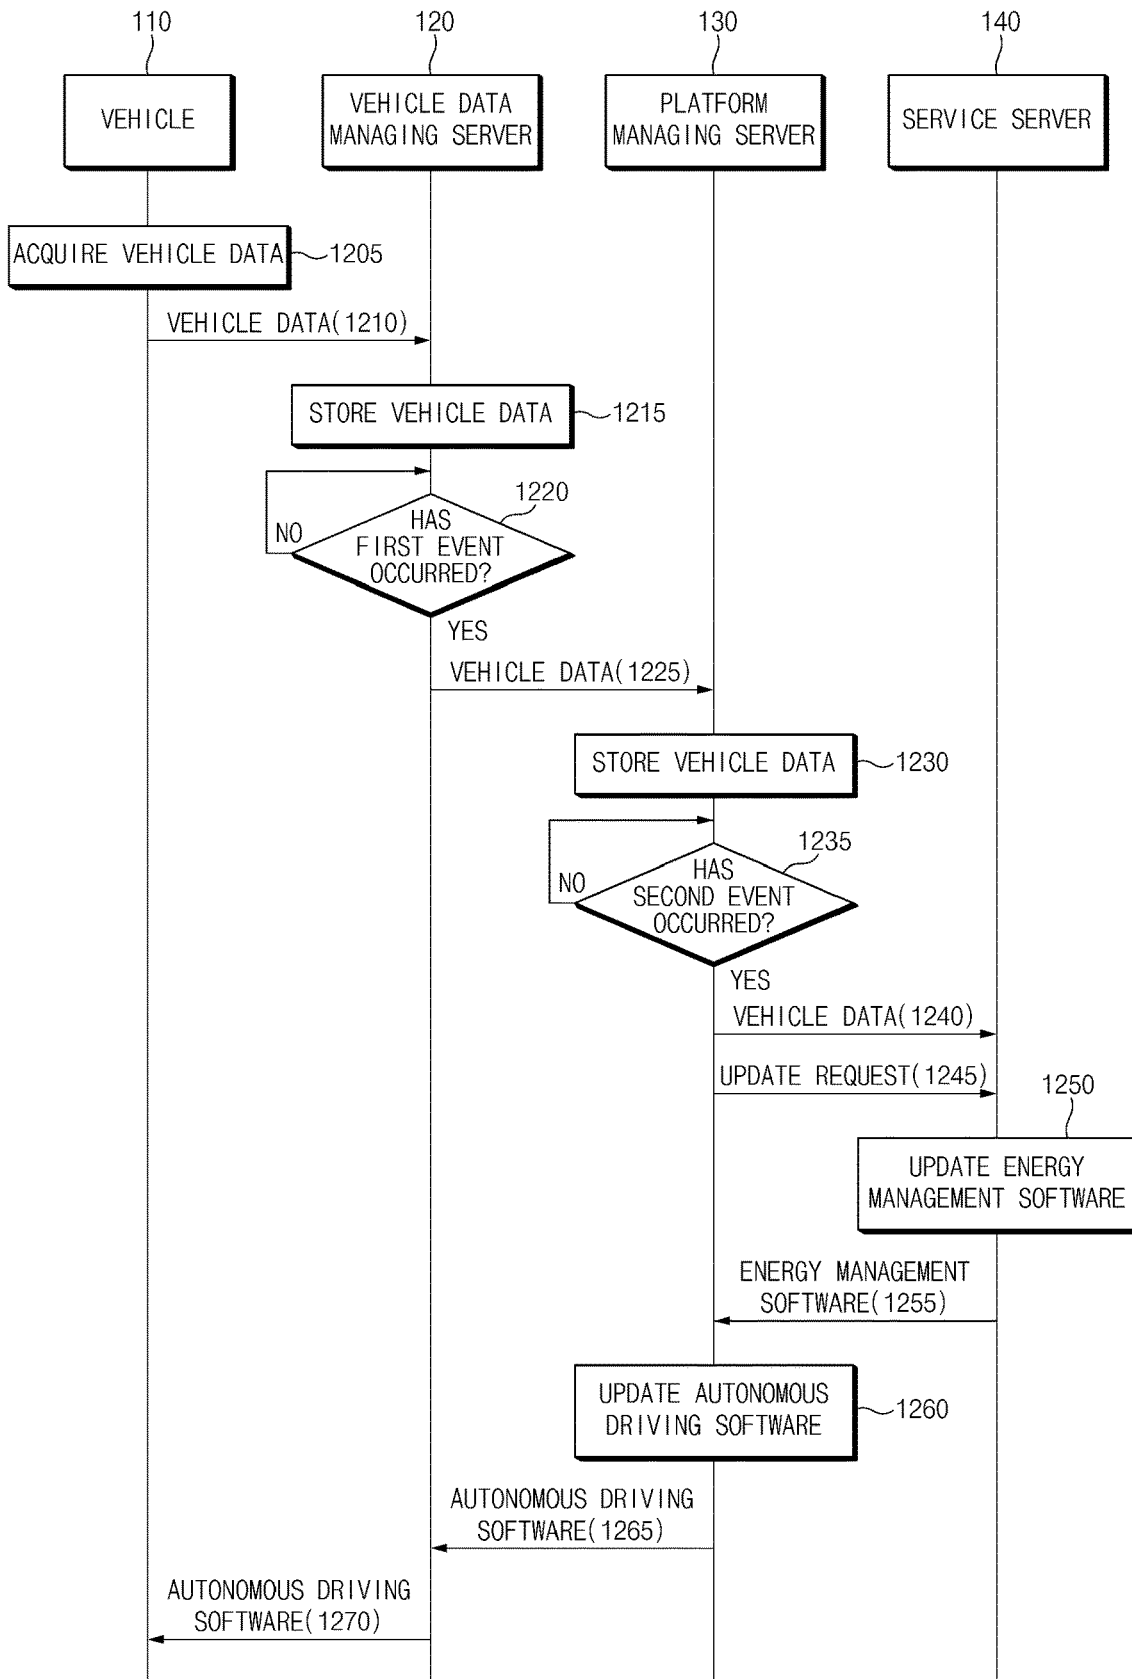 110
120
130
140
VEHICLE
VEHICLE DATA
MANAGING SERVER
PLATFORM
MANAGING SERVER
SERVICE SERVER
ACQUIRE VEHICLE DATA
1205
VEHICLE DATA(1210)
STORE VEHICLE DATA
1215
1220
HAS
FIRST EVENT
OCCURRED?
NO
YES
VEHICLE DATA(1225)
STORE VEHICLE DATA
1230
1235
HAS
SECOND EVENT
OCCURRED?
NO
YES
VEHICLE DATA(1240)
UPDATE REQUEST(1245)
1250
UPDATE ENERGY
MANAGEMENT SOFTWARE
ENERGY MANAGEMENT
SOFTWARE(1255)
UPDATE AUTONOMOUS
DRIVING SOFTWARE
1260
AUTONOMOUS DRIVING
SOFTWARE(1265)
AUTONOMOUS DRIVING
SOFTWARE(1270)